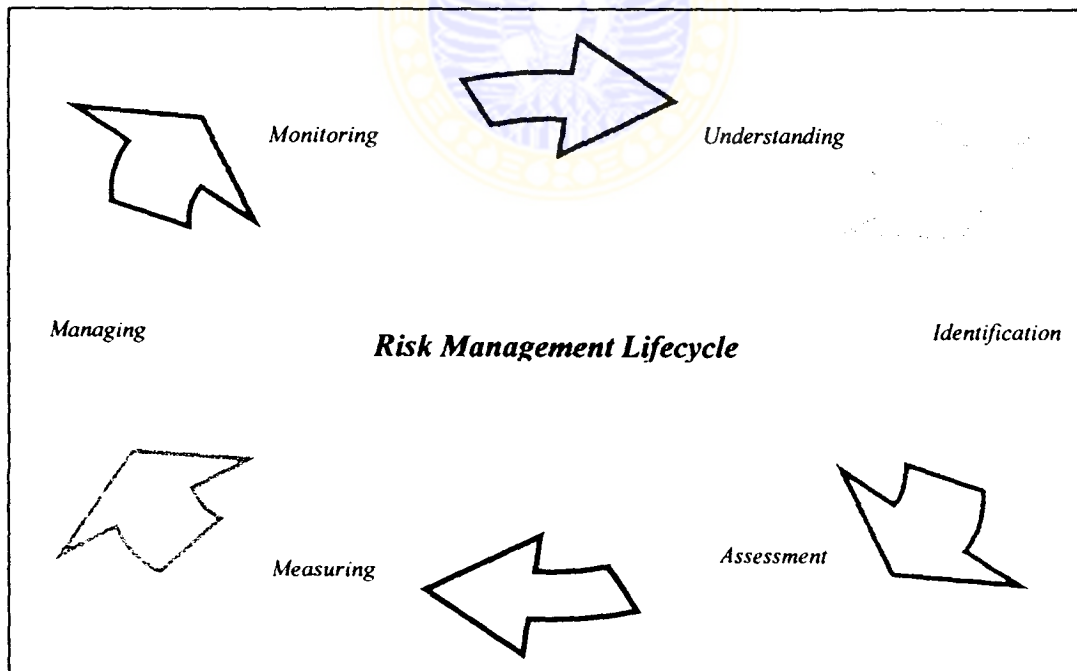 Monitoring
Understanding
Managing
Risk Management Lifecycle
Identification
Measuring
Assessment